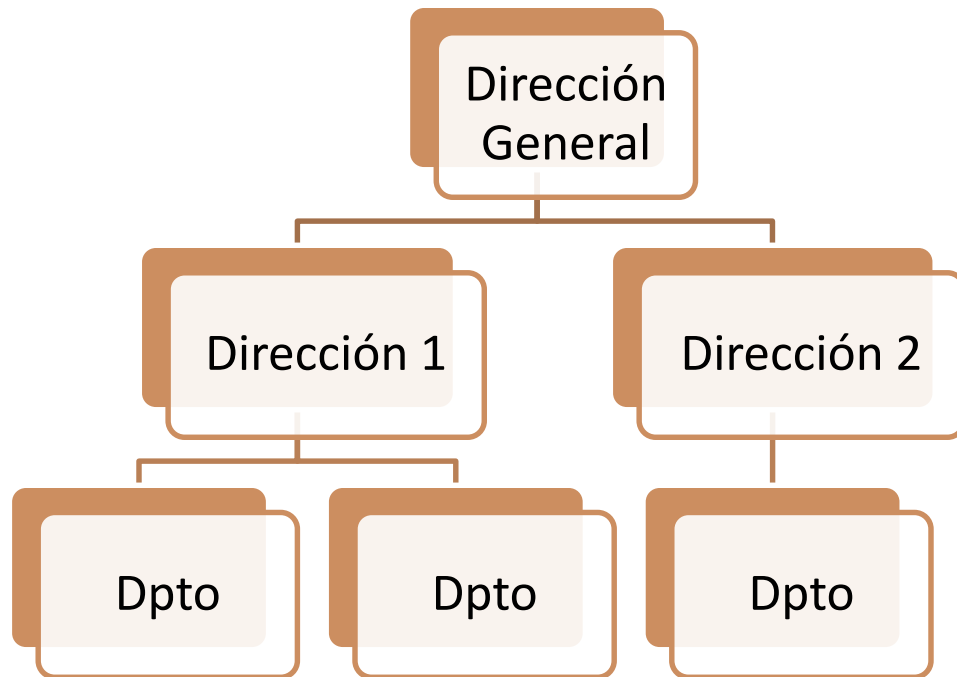 Dirección
General
Dirección 1
Dirección 2
Dpto
Dpto
Dpto